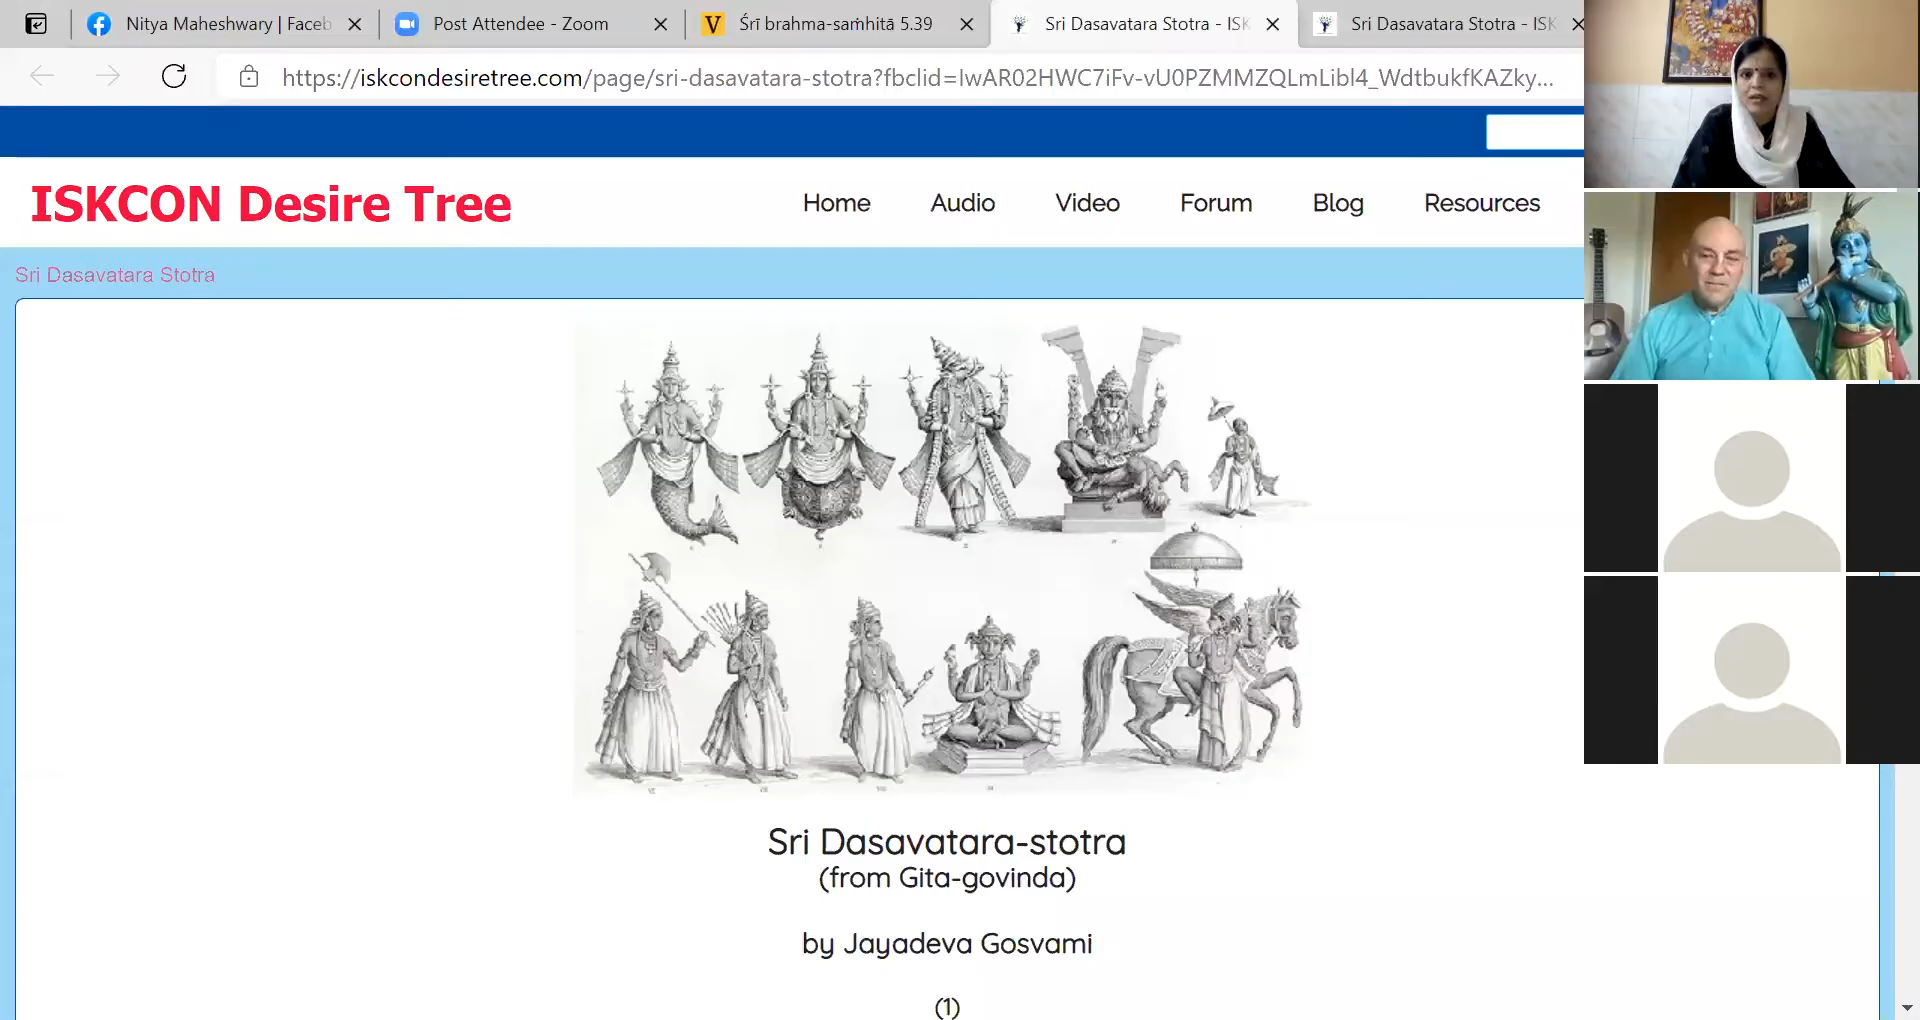 Nitya Maheshwary | Faceb
Post Attendee - Zoom
V
Śrī brahma-saṁhitā 5.39
Sri Dasavatara Stotra - ISK
Sri Dasavatara Stotra - ISK
https://iskcondesiretree.com/page/sri-dasavatara-stotra?fbclid=IwAR02HWC7iFv-vU0PZMMZQLmLibl4_WdtbukfKAZky...
ISKCON Desire Tree
Home
Audio
Video
Forum
Blog
Resources
Sri Dasavatara Stotra
Sri Dasavatara-stotra
(from Gita-govinda)
by Jayadeva Gosvami
(1)